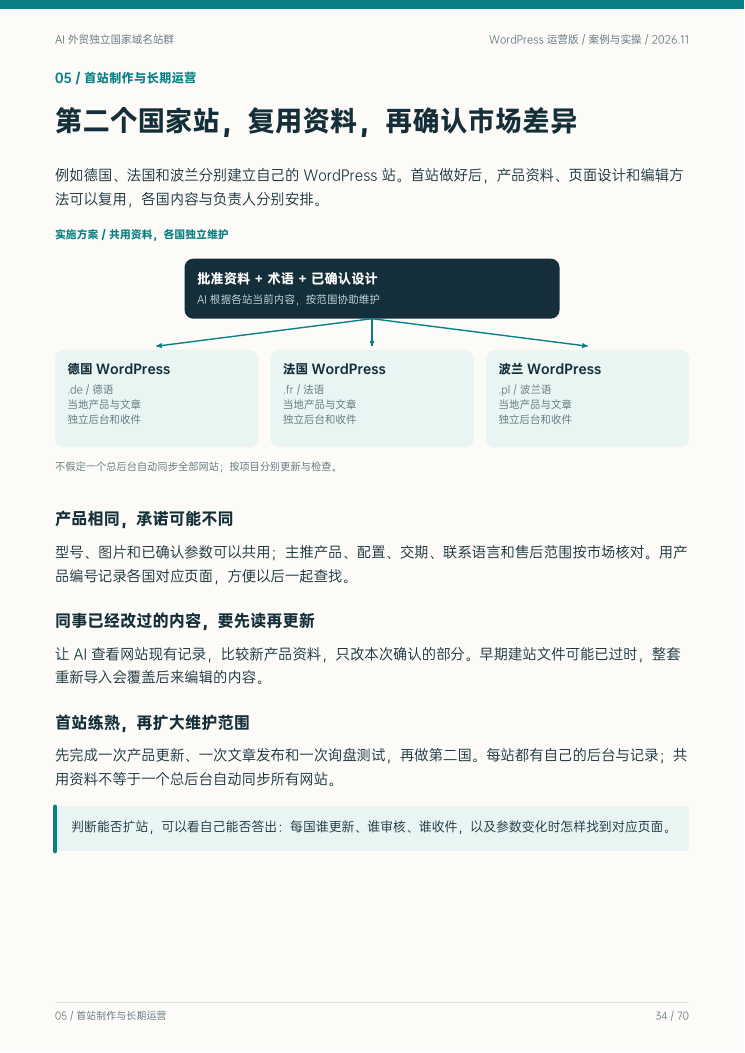 AI 外贸独立国家域名站群
WordPress 运营版 / 案例与实操 / 2026.11
05 / 首站制作与长期运营
第二个国家站，复用资料，再确认市场差异
例如德国、法国和波兰分别建立自己的 WordPress 站。首站做好后，产品资料、页面设计和编辑方
法可以复用，各国内容与负责人分别安排。
实施方案 / 共用资料，各国独立维护
批准资料 + 术语 + 已确认设计
AI 根据各站当前内容，按范围协助维护
德国 WordPress
.de / 德语
当地产品与文章
独立后台和收件
法国 WordPress
.fr / 法语
当地产品与文章
独立后台和收件
波兰 WordPress
.pl / 波兰语
当地产品与文章
独立后台和收件
不假定一个总后台自动同步全部网站；按项目分别更新与检查。
产品相同，承诺可能不同
型号、图片和已确认参数可以共用；主推产品、配置、交期、联系语言和售后范围按市场核对。用产
品编号记录各国对应页面，方便以后一起查找。
同事已经改过的内容，要先读再更新
让 AI 查看网站现有记录，比较新产品资料，只改本次确认的部分。早期建站文件可能已过时，整套
重新导入会覆盖后来编辑的内容。
首站练熟，再扩大维护范围
先完成一次产品更新、一次文章发布和一次询盘测试，再做第二国。每站都有自己的后台与记录；共
用资料不等于一个总后台自动同步所有网站。
判断能否扩站，可以看自己能否答出：每国谁更新、谁审核、谁收件，以及参数变化时怎样找到对应页面。
05 / 首站制作与长期运营
34 / 70